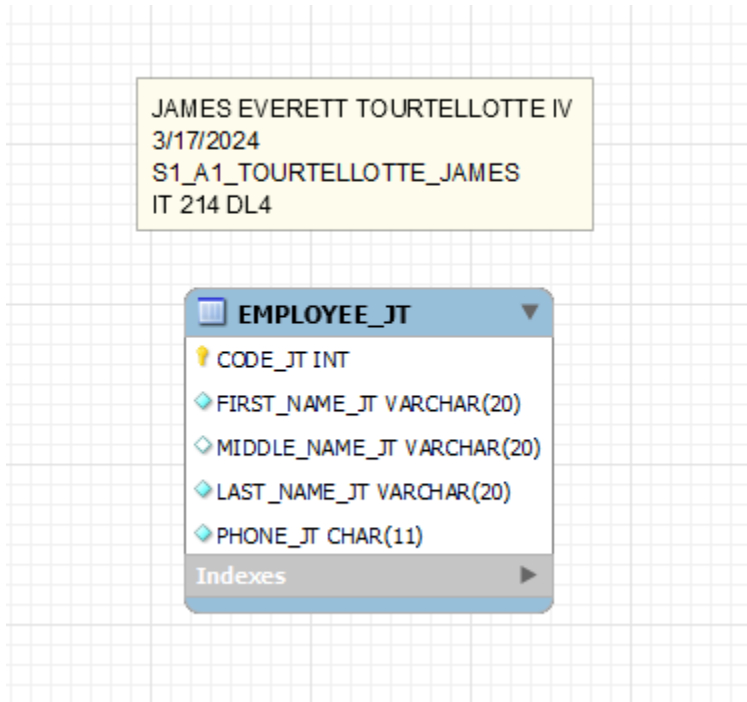 JAMES EVERETT TOURTELLOTTE IV
3/17/2024
S1_A1_TOURTELLOTTE_JAMES
IT 214 DL4
EMPLOYEE_JT
CODE_JT INT
FIRST_NAME_JT VARCHAR(20)
MIDDLE_NAME_JT VARCHAR(20)
LAST_NAME_JT VARCHAR(20)
PHONE_JT CHAR(11)
Indexes